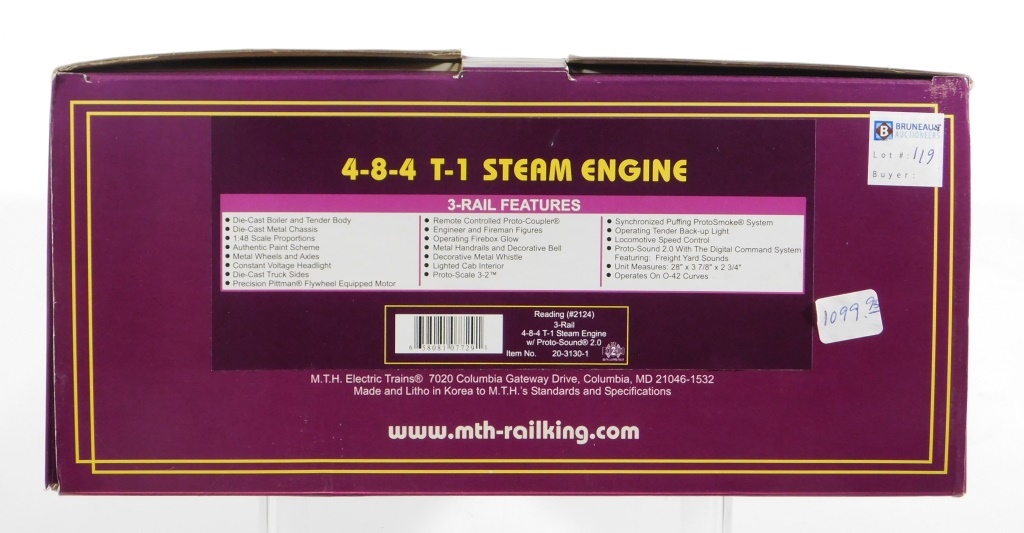 BRUNEAU &
AUCTIONEERS
Lot #: 119
Buyer:
4-8-4 T-1 STEAM ENGINE
3-RAIL FEATURES
• Die-Cast Boiler and Tender Body
• Die-Cast Metal Chassis
• 1:48 Scale Proportions
• Authentic Paint Scheme
• Metal Wheels and Axles
• Constant Voltage Headlight
• Die-Cast Truck Sides
• Precision Pittman® Flywheel Equipped Motor
• Remote Controlled Proto-Coupler®
• Engineer and Fireman Figures
• Operating Firebox Glow
• Metal Handrails and Decorative Bell
• Decorative Metal Whistle
• Lighted Cab Interior
• Proto-Scale 3-2™
• Synchronized Puffing ProtoSmoke® System
• Operating Tender Back-up Light
• Locomotive Speed Control
• Proto-Sound 2.0 With The Digital Command System
Featuring: Freight Yard Sounds
• Unit Measures: 28" x 3 7/8" x 2 3/4"
• Operates On O-42 Curves
1099.95
Reading (#2124)
3-Rail
4-8-4 T-1 Steam Engine
w/ Proto-Sound® 2.0
Item No. 20-3130-1
6 58081 07729 1
M.T.H. Electric Trains® 7020 Columbia Gateway Drive, Columbia, MD 21046-1532
Made and Litho in Korea to M.T.H.'s Standards and Specifications
www.mth-railking.com